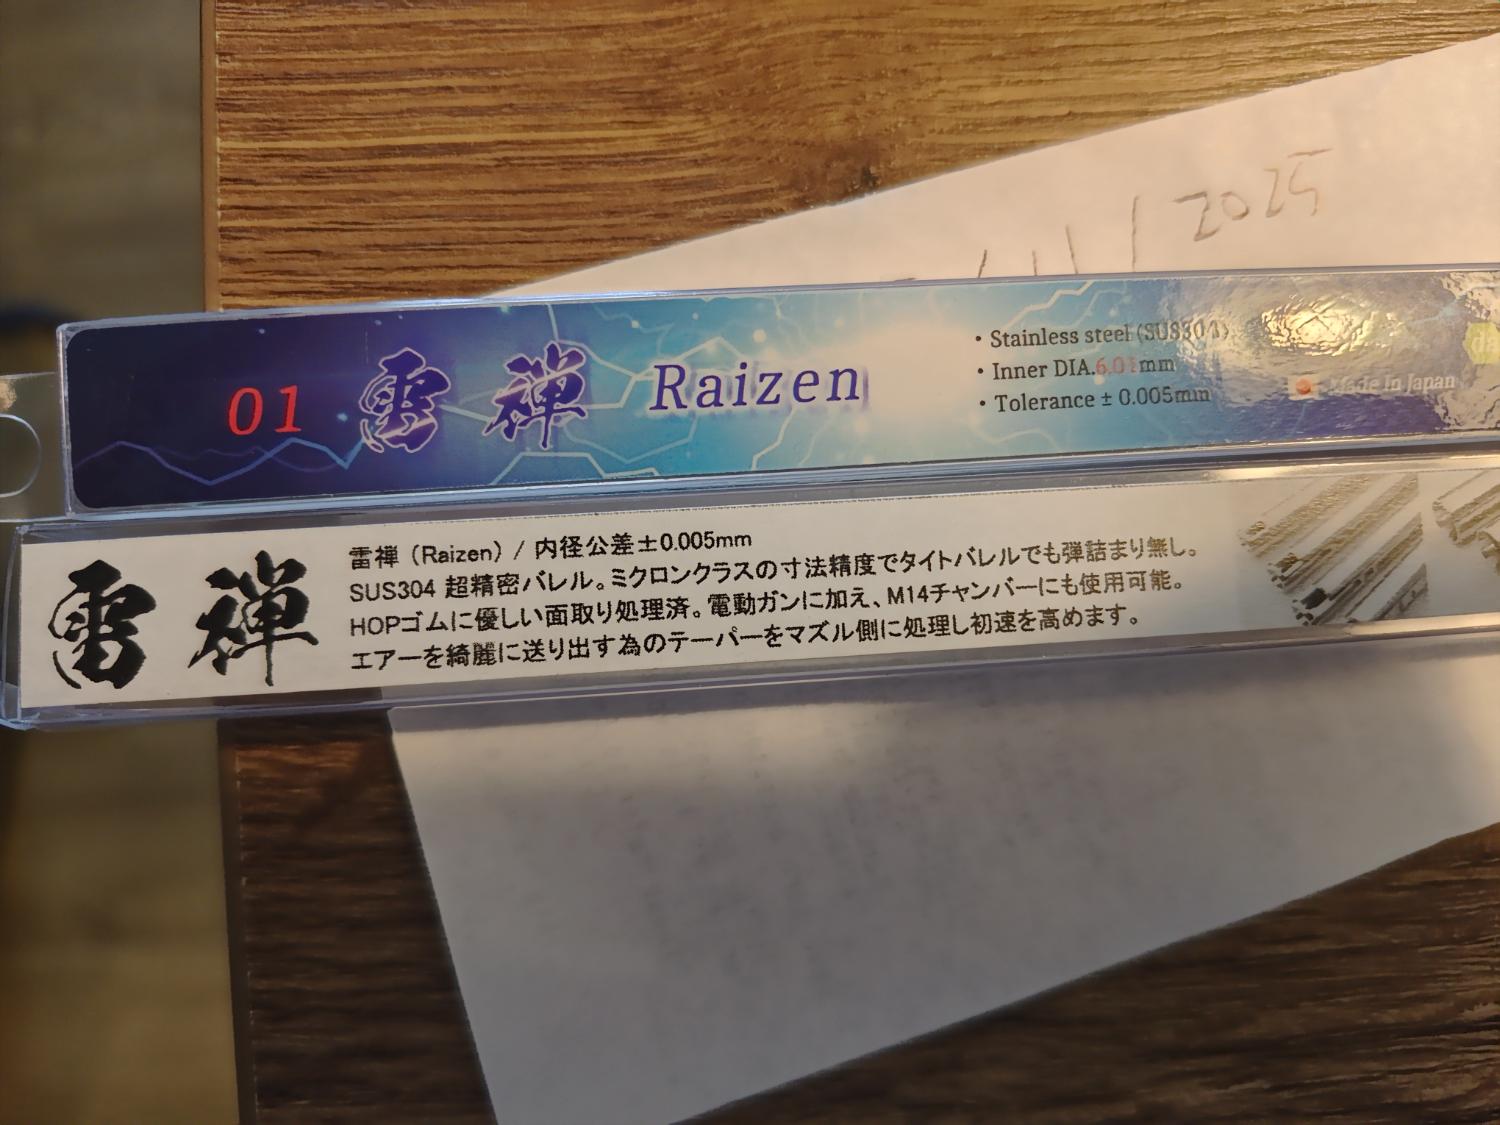 2025
01 雷禅 Raizen
・Stainless steel (SUS304)
・Inner DIA.6.01mm
・Tolerance ± 0.005mm
Made in Japan
雷禅
雷禅（Raizen）/ 内径公差±0.005mm
SUS304 超精密バレル。ミクロンクラスの寸法精度でタイトバレルでも弾詰まり無し。
HOPゴムに優しい面取り処理済。電動ガンに加え、M14チャンバーにも使用可能。
エアーを綺麗に送り出す為のテーパーをマズル側に処理し初速を高めます。